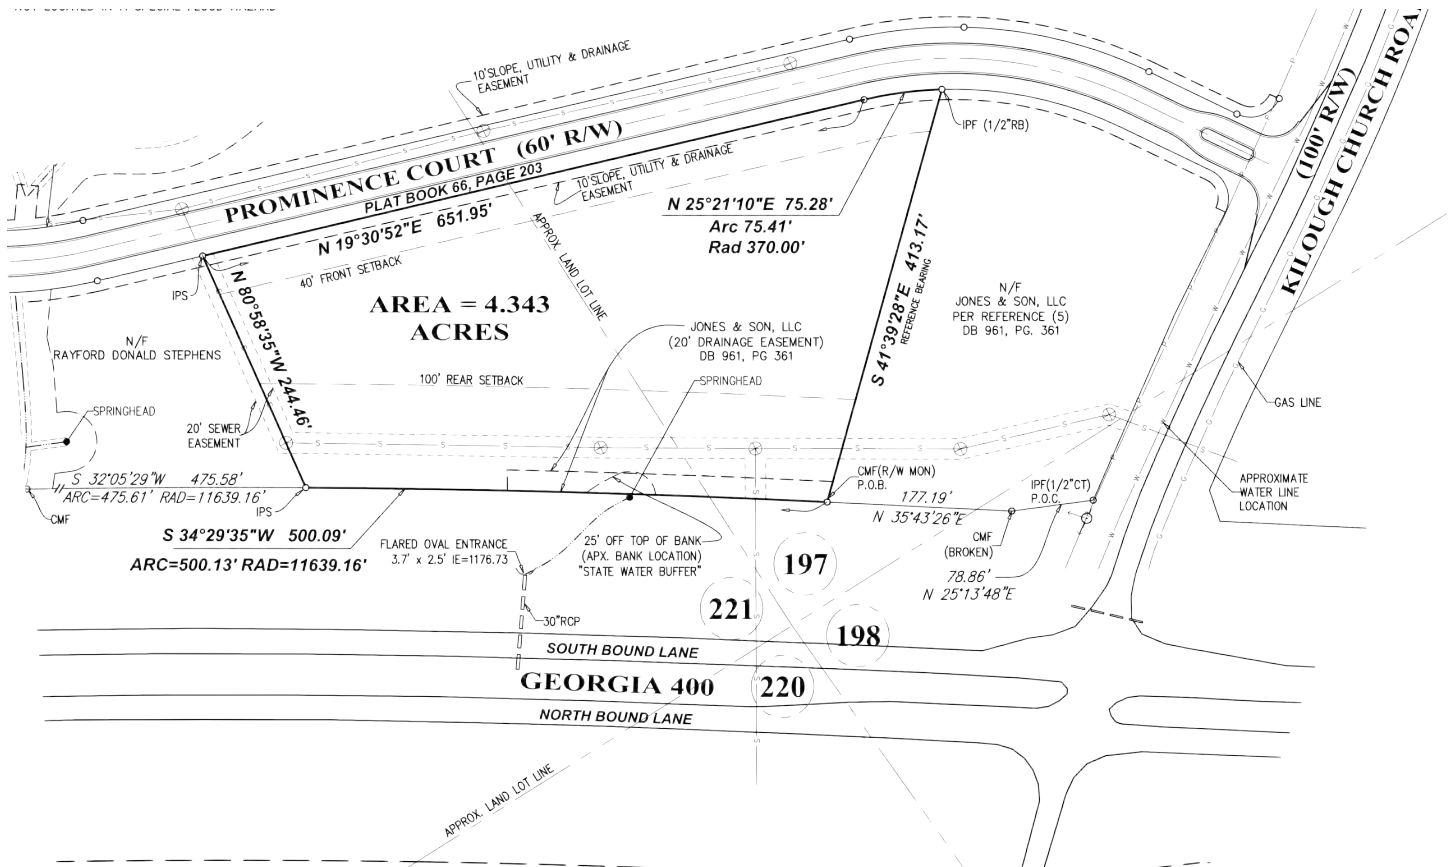 10'SLOPE, UTILITY & DRAINAGE
EASEMENT
KILOUGH CHURCH ROA
(100' R/W)
IPF (1/2"RB)
PROMINENCE COURT (60' R/W)
PLAT BOOK 66, PAGE 203
N 19°30'52"E 651.95'
10'SLOPE, UTILITY & DRAINAGE
EASEMENT
N 25°21'10"E 75.28'
Arc 75.41'
Rad 370.00'
APPROX. LAND LOT LINE
S 41°39'28"E 413.17'
REFERENCE BEARING
40' FRONT SETBACK
IPS
N 80°58'35"W 244.46'
AREA = 4.343
ACRES
N/F
JONES & SON, LLC
PER REFERENCE (5)
DB 961, PG. 361
N/F
RAYFORD DONALD STEPHENS
JONES & SON, LLC
(20' DRAINAGE EASEMENT)
DB 961, PG 361
100' REAR SETBACK
SPRINGHEAD
SPRINGHEAD
20' SEWER
EASEMENT
GAS LINE
S 32°05'29"W 475.58'
ARC=475.61' RAD=11639.16'
CMF
IPS
CMF(R/W MON)
P.O.B.
177.19'
N 35°43'26"E
IPF(1/2"CT)
P.O.C.
APPROXIMATE
WATER LINE
LOCATION
S 34°29'35"W 500.09'
ARC=500.13' RAD=11639.16'
FLARED OVAL ENTRANCE
3.7' x 2.5' IE=1176.73
25' OFF TOP OF BANK
(APX. BANK LOCATION)
"STATE WATER BUFFER"
CMF
(BROKEN)
78.86'
N 25°13'48"E
197
221
198
220
30"RCP
SOUTH BOUND LANE
GEORGIA 400
NORTH BOUND LANE
APPROX. LAND LOT LINE